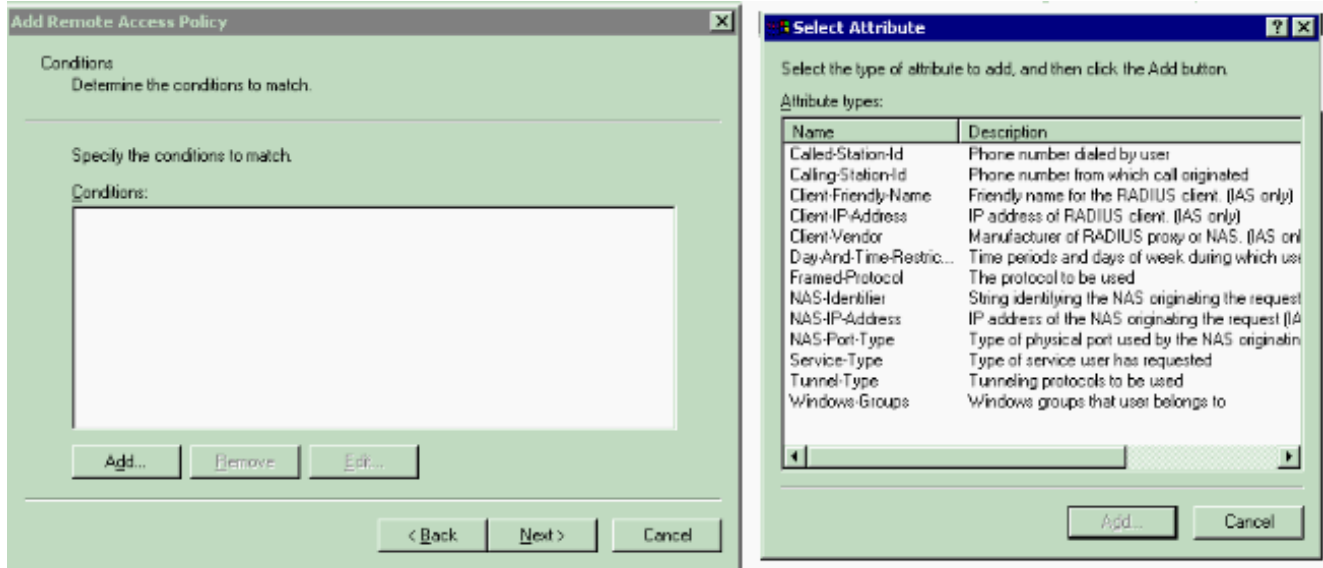 Add Remote Access Policy
Conditions
Determine the conditions to match.
Specify the conditions to match.
Conditions:
Add...
Remove
Edit...
< Back
Next >
Cancel
Select Attribute
Select the type of attribute to add, and then click the Add button.
Attribute types:
Name Description
Called-Station-Id Phone number dialed by user
Calling-Station-Id Phone number from which call originated
Client-Friendly-Name Friendly name for the RADIUS client. (IAS only)
Client-IP-Address IP address of RADIUS client. (IAS only)
Client-Vendor Manufacturer of RADIUS proxy or NAS. (IAS onl
Day-And-Time-Restric... Time periods and days of week during which use
Framed-Protocol The protocol to be used
NAS-Identifier String identifying the NAS originating the request
NAS-IP-Address IP address of the NAS originating the request (IA
NAS-Port-Type Type of physical port used by the NAS originatin
Service-Type Type of service user has requested
Tunnel-Type Tunneling protocols to be used
Windows-Groups Windows groups that user belongs to
Add...
Cancel